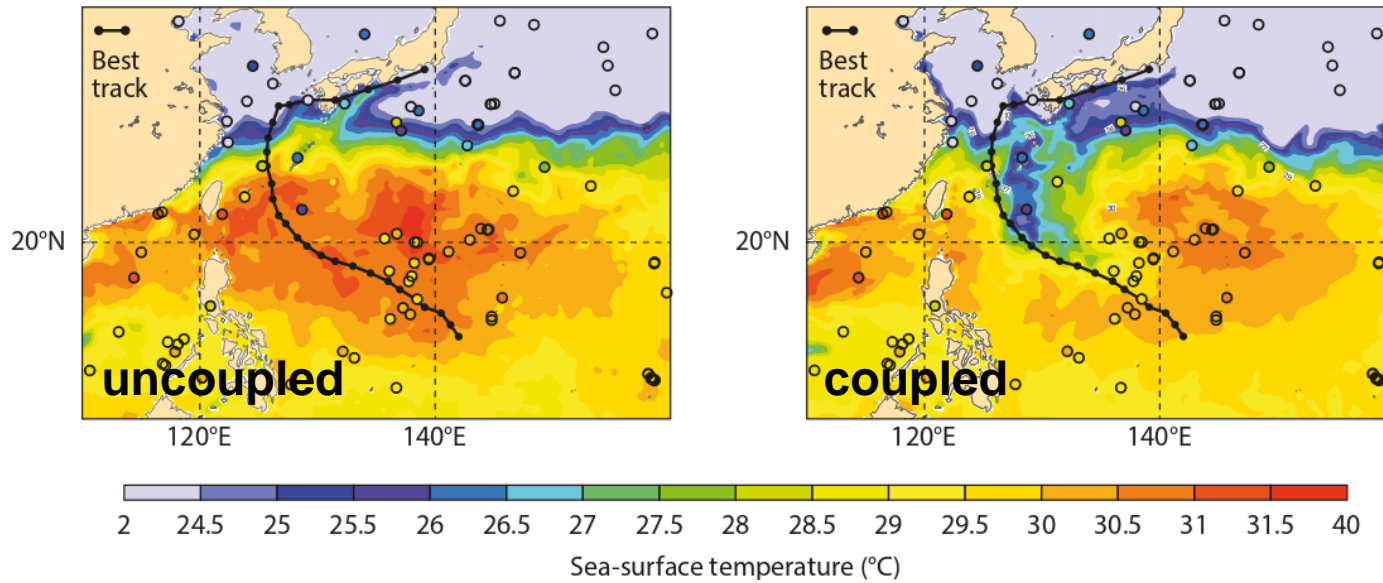 Best
track
20°N
uncoupled
120°E 140°E
Best
track
20°N
coupled
120°E 140°E
2 24.5 25 25.5 26 26.5 27 27.5 28 28.5 29 29.5 30 30.5 31 31.5 40
Sea-surface temperature (°C)